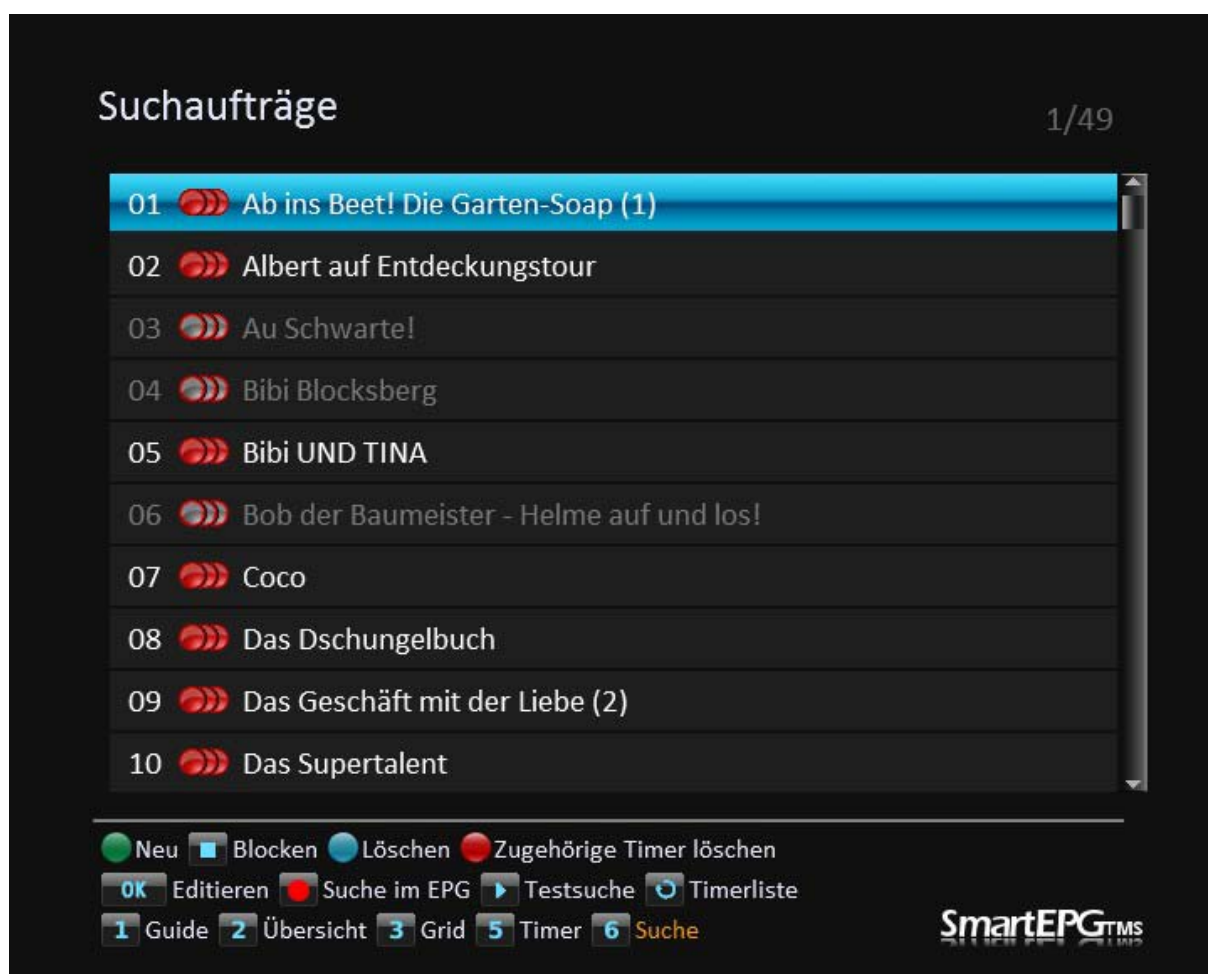 Suchaufträge
1/49
01 Ab ins Beet! Die Garten-Soap (1)
02 Albert auf Entdeckungstour
03 Au Schwarte!
04 Bibi Blocksberg
05 Bibi UND TINA
06 Bob der Baumeister - Helme auf und los!
07 Coco
08 Das Dschungelbuch
09 Das Geschäft mit der Liebe (2)
10 Das Supertalent
Neu Blocken Löschen Zugehörige Timer löschen
OK Editieren Suche im EPG Testsuche Timerliste
1 Guide 2 Übersicht 3 Grid 5 Timer 6 Suche
SmartEPGTMS